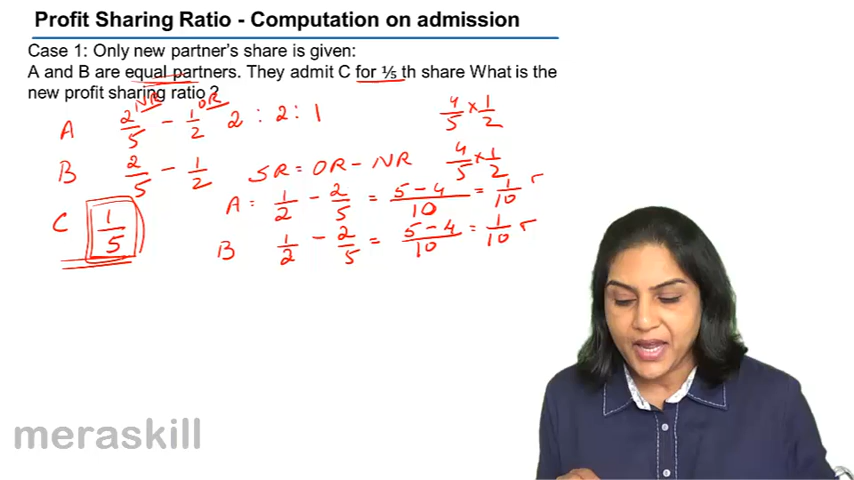 Profit Sharing Ratio - Computation on admission
Case 1: Only new partner's share is given:
A and B are equal partners. They admit C for ⅕ th share What is the
new profit sharing ratio ?
NR OR
A 2/5 - 1/2 2 : 2 : 1 4/5 × 1/2
B 2/5 - 1/2 SR = OR - NR 4/5 × 1/2
A = 1/2 - 2/5 = 5-4/10 = 1/10
C 1/5
B 1/2 - 2/5 = 5-4/10 = 1/10
meraskill